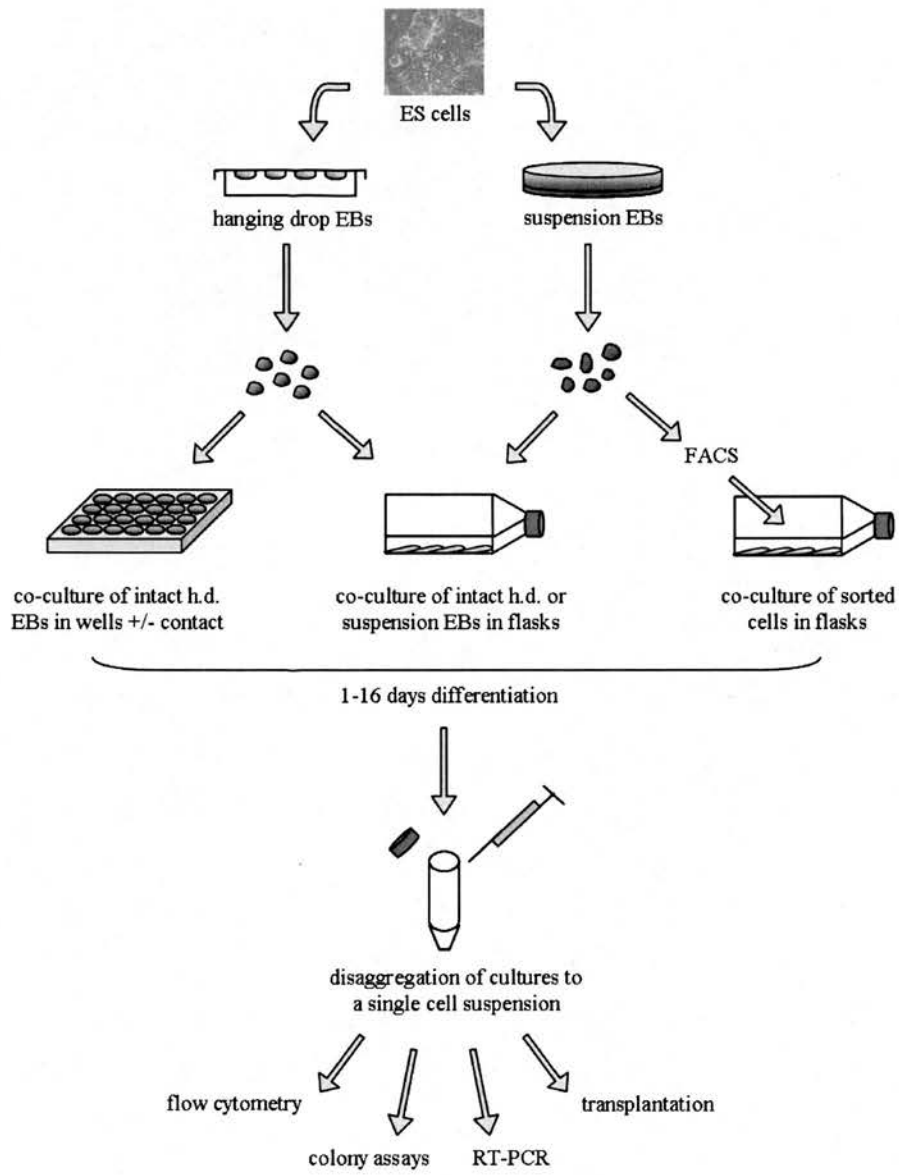 ES cells
hanging drop EBs
suspension EBs
FACS
co-culture of intact h.d.
EBs in wells +/- contact
co-culture of intact h.d. or
suspension EBs in flasks
co-culture of sorted
cells in flasks
1-16 days differentiation
disaggregation of cultures to
a single cell suspension
flow cytometry
transplantation
colony assays
RT-PCR